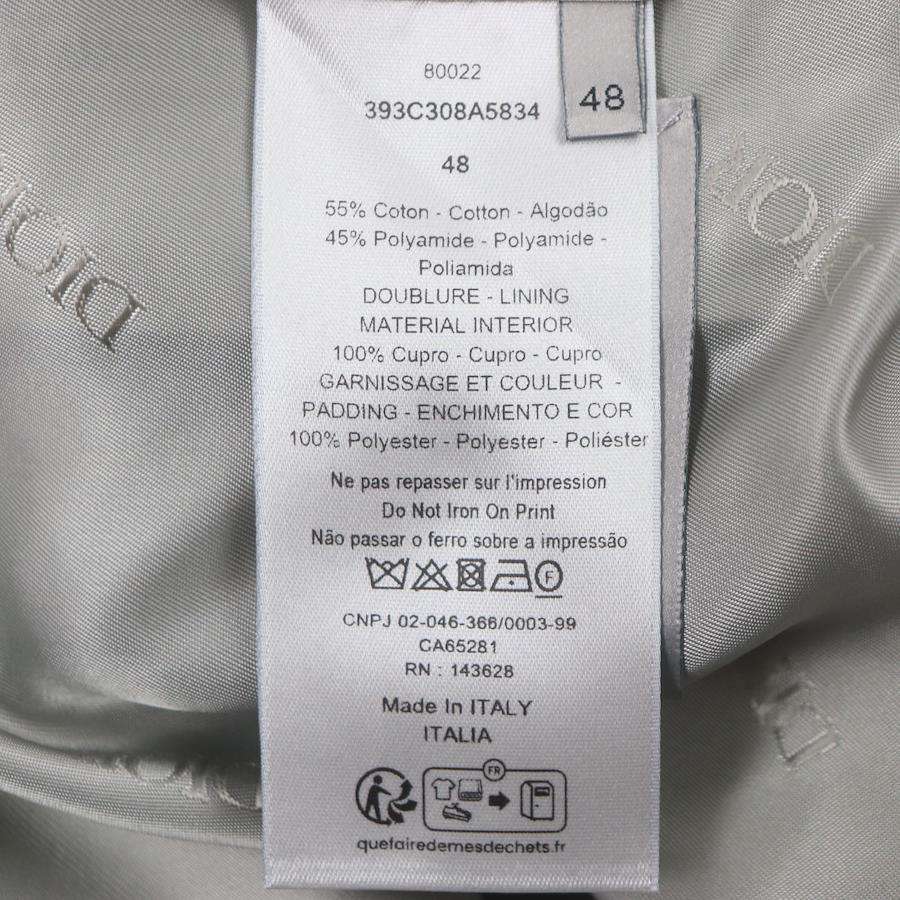 80022
393C308A5834
48
48
55% Coton - Cotton - Algodão
45% Polyamide - Polyamide -
Poliamida
DOUBLURE - LINING
MATERIAL INTERIOR
100% Cupro - Cupro - Cupro
GARNISSAGE ET COULEUR -
PADDING - ENCHIMENTO E COR
100% Polyester - Polyester - Poliéster
Ne pas repasser sur l'impression
Do Not Iron On Print
Não passar o ferro sobre a impressão
F
CNPJ 02-046-366/0003-99
CA65281
RN : 143628
Made In ITALY
ITALIA
FR
quefairedemesdechets.fr
DIOR
DIOR